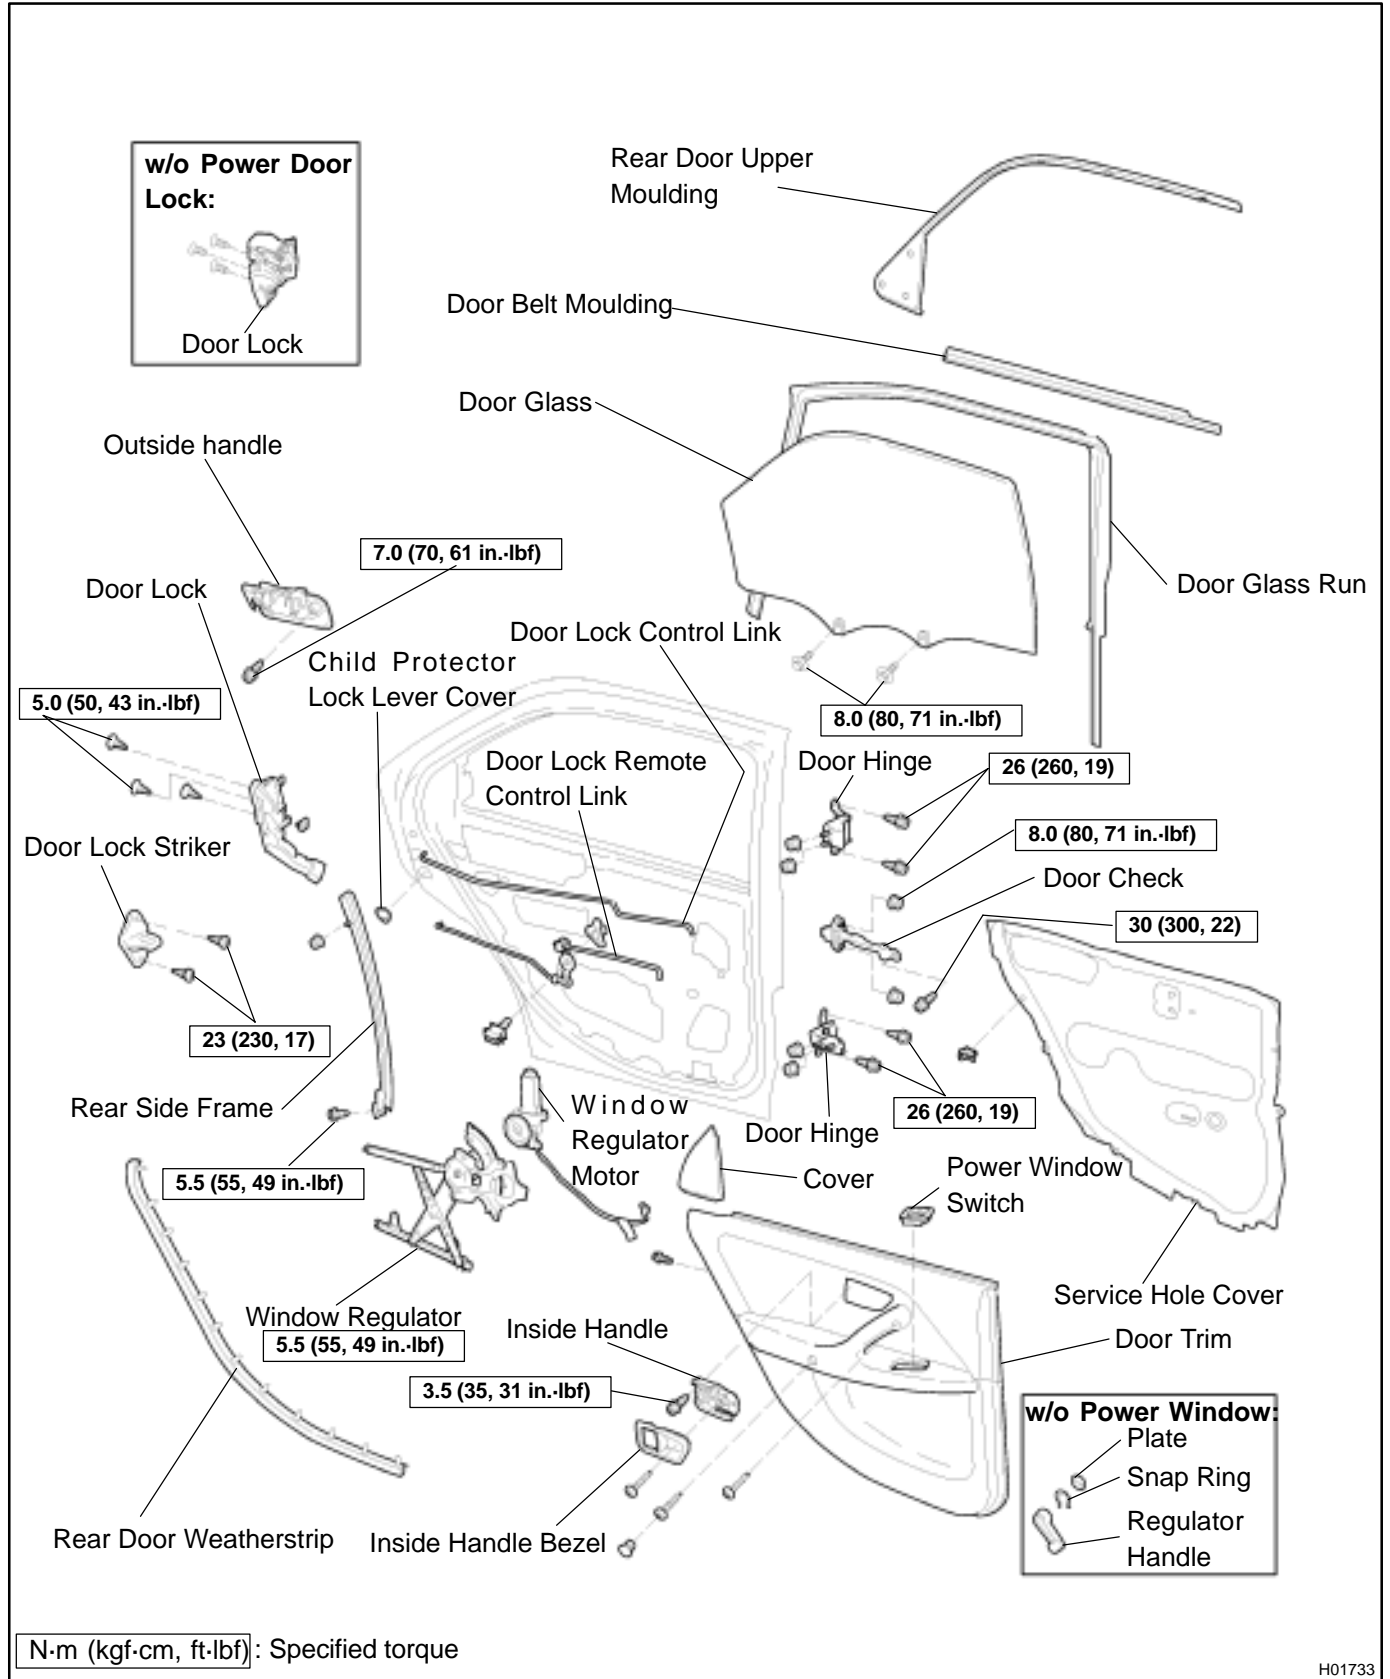 w/o Power Door
Lock:
Door Lock
Rear Door Upper
Moulding
Door Belt Moulding
Door Glass
Outside handle
7.0 (70, 61 in.·lbf)
Door Lock
Door Glass Run
Door Lock Control Link
Child Protector
Lock Lever Cover
5.0 (50, 43 in.·lbf)
8.0 (80, 71 in.·lbf)
Door Lock Remote
Control Link
Door Hinge
26 (260, 19)
8.0 (80, 71 in.·lbf)
Door Lock Striker
Door Check
30 (300, 22)
23 (230, 17)
Rear Side Frame
Window
Regulator
Motor
26 (260, 19)
Door Hinge
5.5 (55, 49 in.·lbf)
Cover
Power Window
Switch
Service Hole Cover
Window Regulator
5.5 (55, 49 in.·lbf)
Inside Handle
Door Trim
3.5 (35, 31 in.·lbf)
w/o Power Window:
Plate
Snap Ring
Regulator
Handle
Rear Door Weatherstrip
Inside Handle Bezel
N·m (kgf·cm, ft·lbf) : Specified torque
H01733